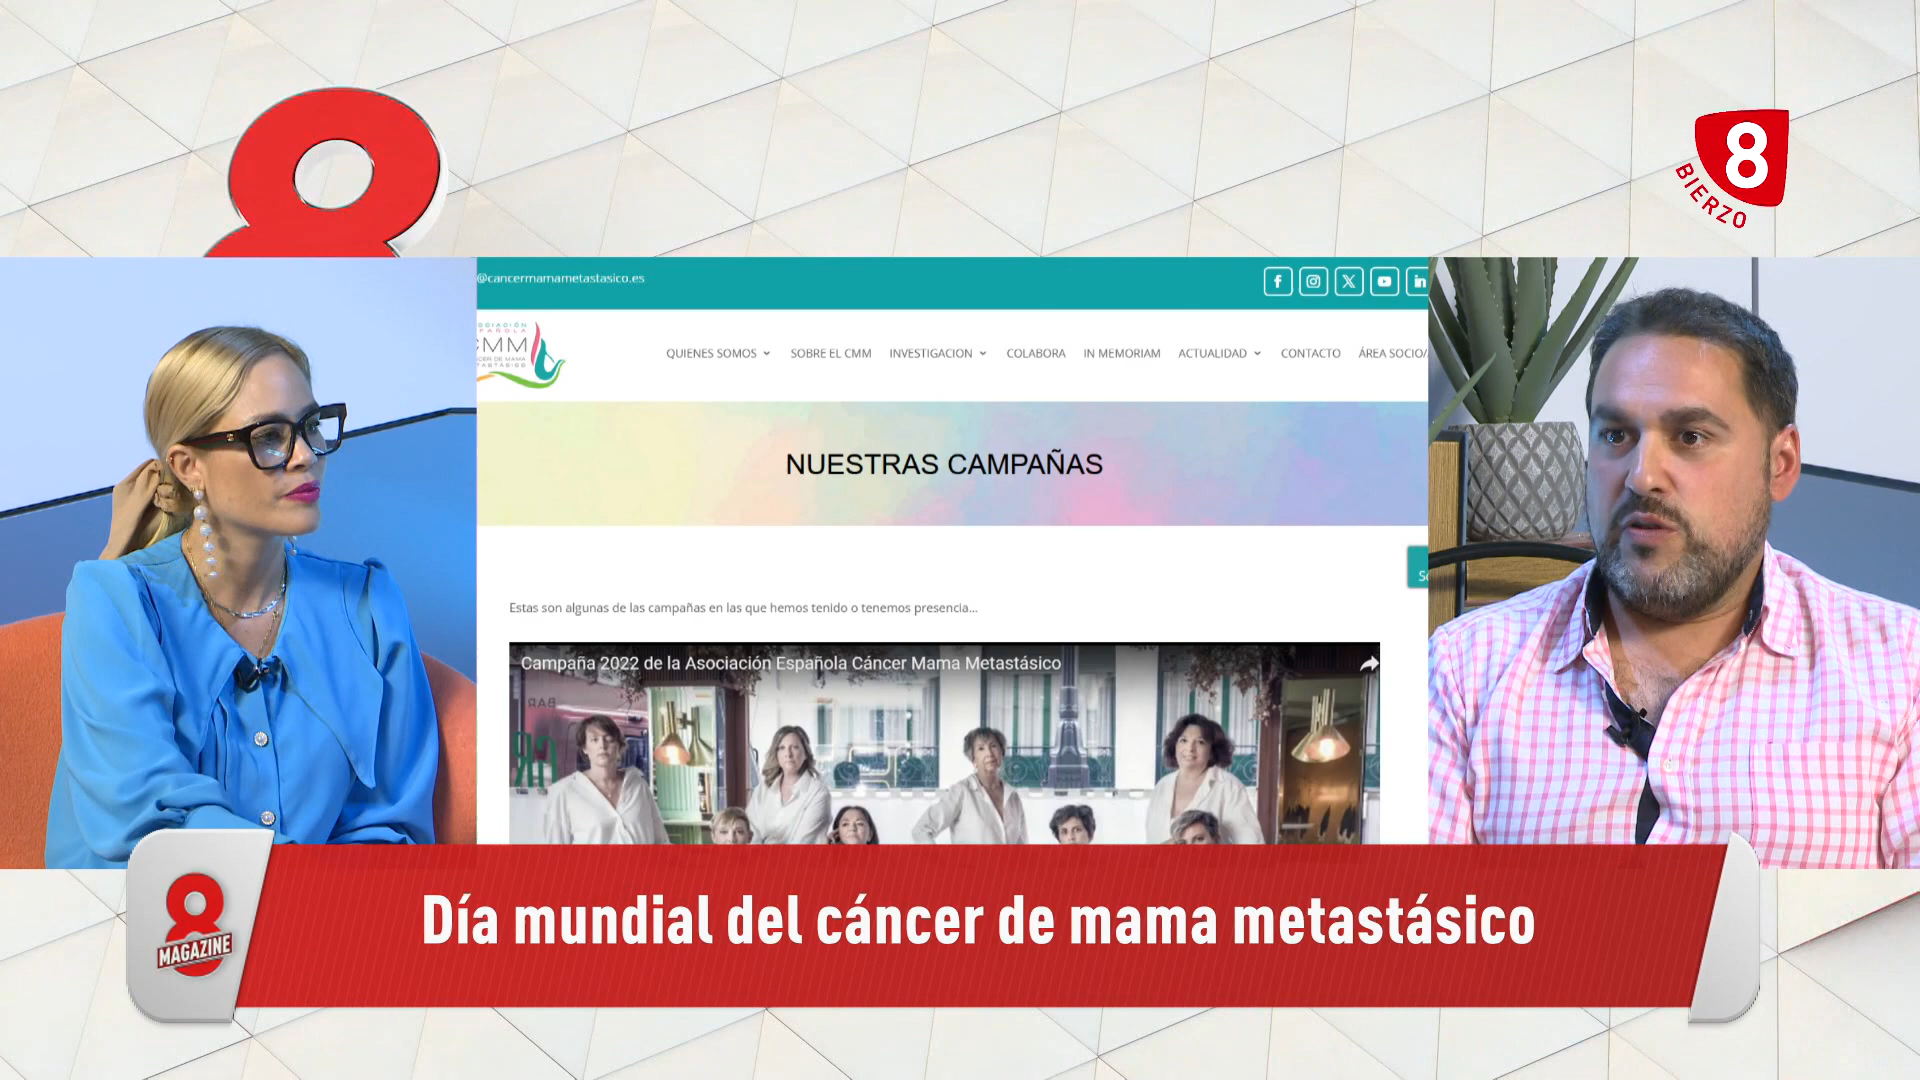 8
BIERZO
@cancermamametastasico.es
QUIENES SOMOS SOBRE EL CMM INVESTIGACION COLABORA IN MEMORIAM ACTUALIDAD CONTACTO ÁREA SOCIO/
CMM
NUESTRAS CAMPAÑAS
Estas son algunas de las campañas en las que hemos tenido o tenemos presencia...
Campaña 2022 de la Asociación Española Cáncer Mama Metastásico
BAR
8
MAGAZINE
Día mundial del cáncer de mama metastásico